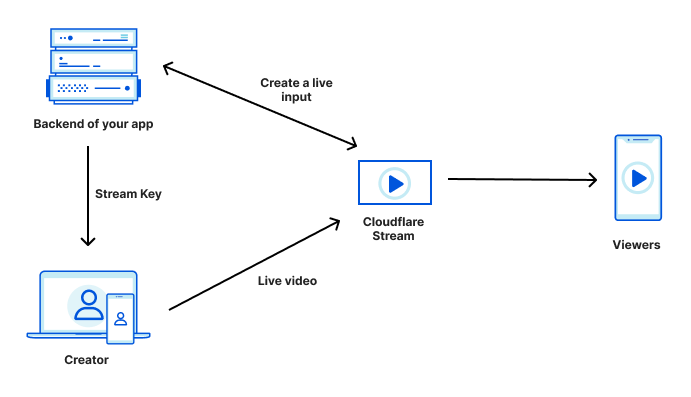 Create a live
input
Backend of your app
Stream Key
Cloudflare
Stream
Viewers
Live video
Creator